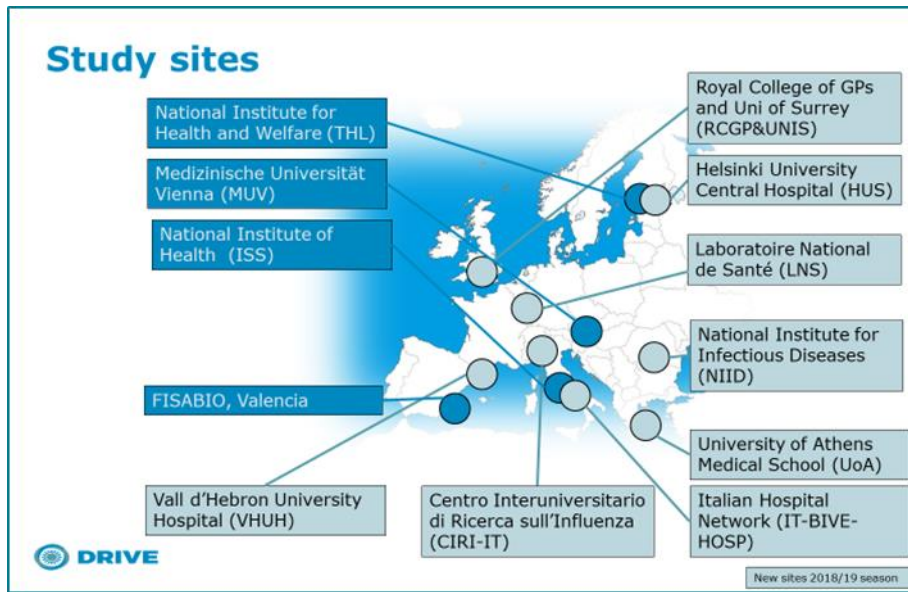 Study sites
National Institute for
Health and Welfare (THL)
Medizinische Universität
Vienna (MUV)
National Institute of
Health (ISS)
FISABIO, Valencia
Vall d’Hebron University
Hospital (VHUH)
Centro Interuniversitario
di Ricerca sull’Influenza
(CIRI-IT)
Royal College of GPs
and Uni of Surrey
(RCGP&UNIS)
Helsinki University
Central Hospital (HUS)
Laboratoire National
de Santé (LNS)
National Institute for
Infectious Diseases
(NIID)
University of Athens
Medical School (UoA)
Italian Hospital
Network (IT-BIVE-
HOSP)
DRIVE
New sites 2018/19 season